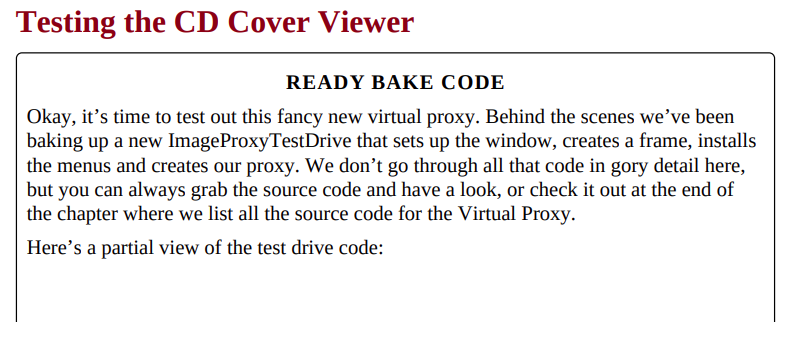 Testing the CD Cover Viewer
READY BAKE CODE
Okay, it’s time to test out this fancy new virtual proxy. Behind the scenes we’ve been
baking up a new ImageProxyTestDrive that sets up the window, creates a frame, installs
the menus and creates our proxy. We don’t go through all that code in gory detail here,
but you can always grab the source code and have a look, or check it out at the end of
the chapter where we list all the source code for the Virtual Proxy.
Here’s a partial view of the test drive code: